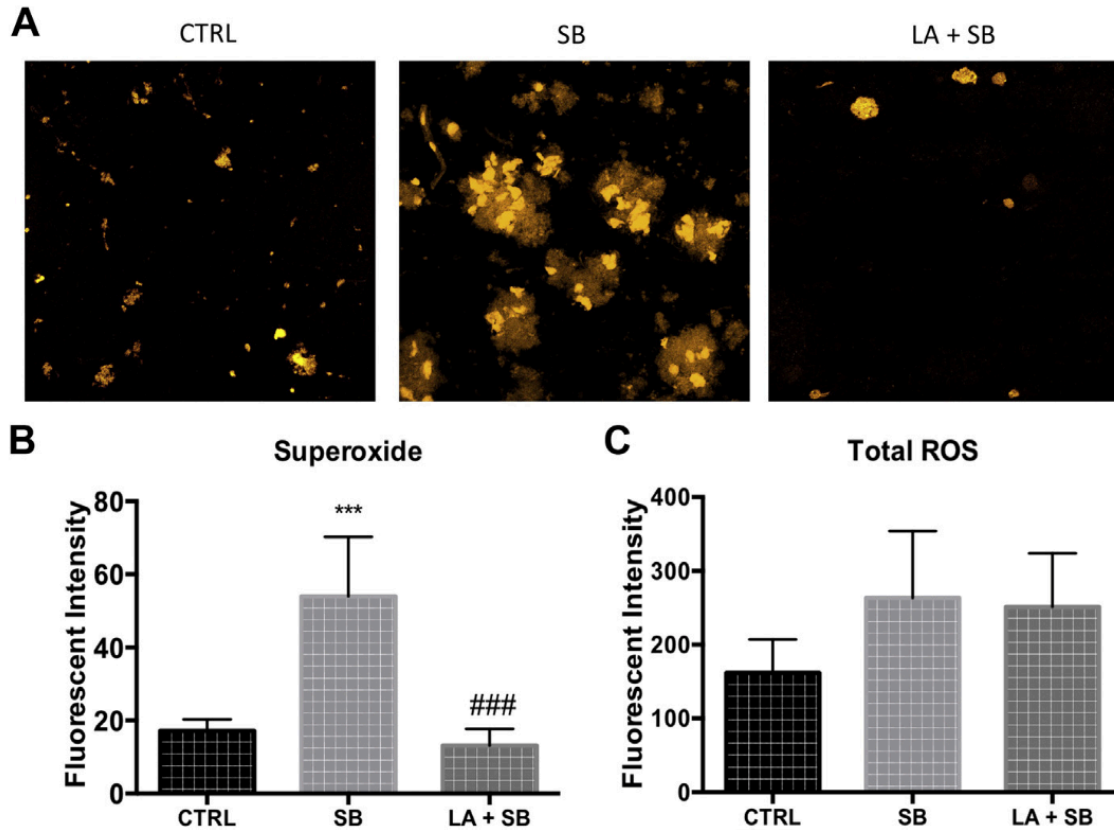 A
CTRL
SB
LA + SB
B
Superoxide
Fluorescent Intensity
80
60
40
20
0
***
###
CTRL
SB
LA + SB
C
Total ROS
Fluorescent Intensity
400
300
200
100
0
CTRL
SB
LA + SB